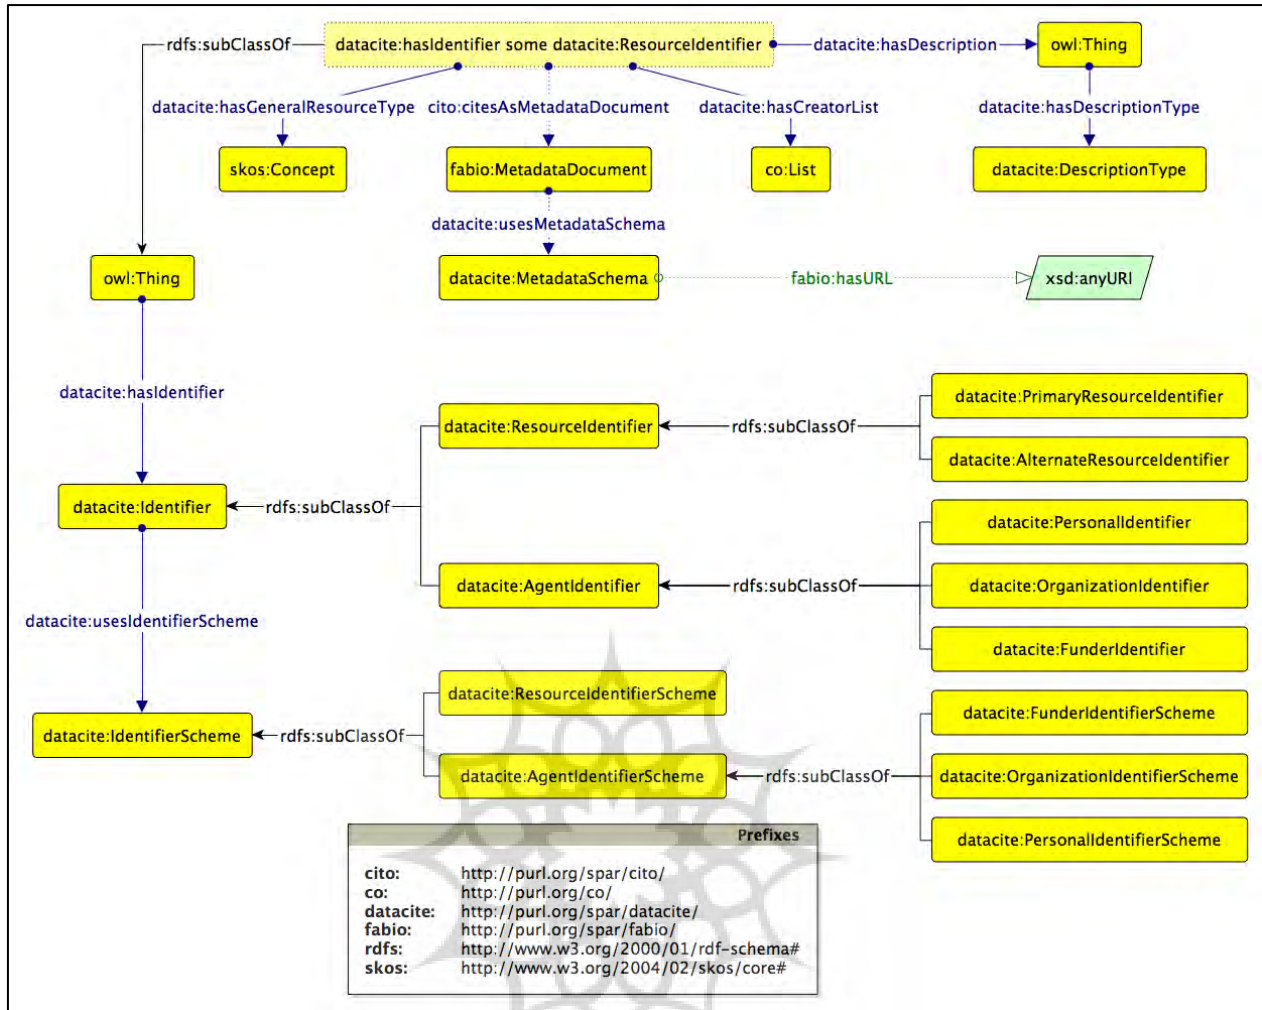 rdfs:subClassOf
datacite:hasIdentifier some datacite:ResourceIdentifier
datacite:hasDescription
owl:Thing
datacite:hasGeneralResourceType
cito:citesAsMetadataDocument
datacite:hasCreatorList
datacite:hasDescriptionType
skos:Concept
fabio:MetadataDocument
co:List
datacite:DescriptionType
datacite:usesMetadataSchema
owl:Thing
datacite:MetadataSchema
fabio:hasURL
xsd:anyURI
datacite:hasIdentifier
datacite:PrimaryResourceIdentifier
datacite:ResourceIdentifier
rdfs:subClassOf
datacite:AlternateResourceIdentifier
datacite:Identifier
rdfs:subClassOf
datacite:PersonalIdentifier
datacite:AgentIdentifier
rdfs:subClassOf
datacite:OrganizationIdentifier
datacite:usesIdentifierScheme
datacite:FunderIdentifier
datacite:ResourceIdentifierScheme
datacite:FunderIdentifierScheme
datacite:IdentifierScheme
rdfs:subClassOf
datacite:AgentIdentifierScheme
rdfs:subClassOf
datacite:OrganizationIdentifierScheme
datacite:PersonalIdentifierScheme
Prefixes
cito: http://purl.org/spar/cito/
co: http://purl.org/co/
datacite: http://purl.org/spar/datacite/
fabio: http://purl.org/spar/fabio/
rdfs: http://www.w3.org/2000/01/rdf-schema#
skos: http://www.w3.org/2004/02/skos/core#